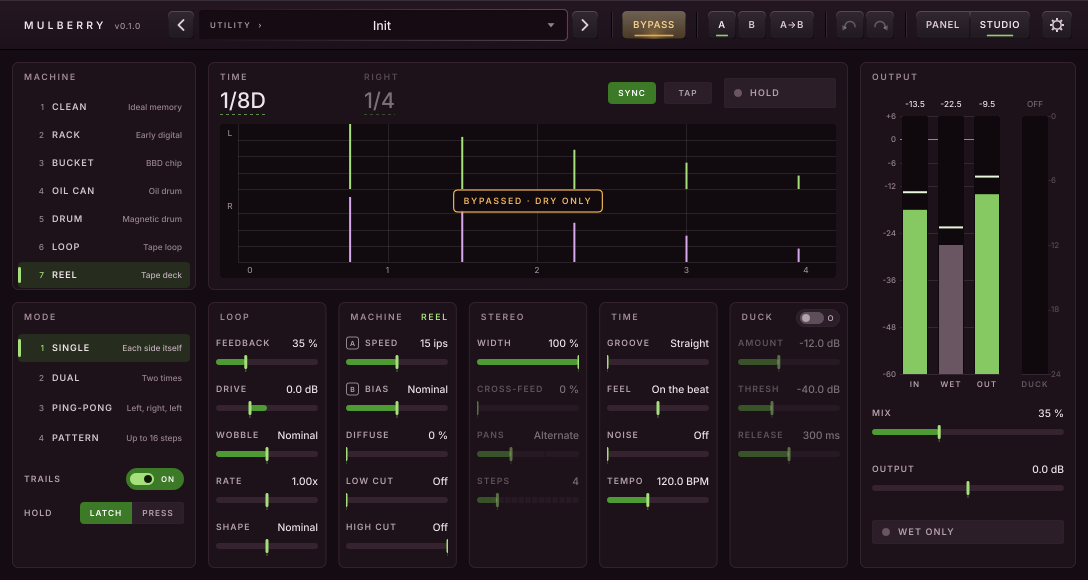 MULBERRY v0.1.0
UTILITY › Init
BYPASS
A B A→B
PANEL STUDIO
MACHINE
1 CLEAN Ideal memory
2 RACK Early digital
3 BUCKET BBD chip
4 OIL CAN Oil drum
5 DRUM Magnetic drum
6 LOOP Tape loop
7 REEL Tape deck
TIME RIGHT
1/8D 1/4
SYNC TAP HOLD
L
R
BYPASSED · DRY ONLY
0 1 2 3 4
OUTPUT
-13.5 -22.5 -9.5 OFF
+6 0
0
-6 -6
-12
-12
-24
-18
-36
-48
-60 -24
IN WET OUT DUCK
MIX 35 %
OUTPUT 0.0 dB
WET ONLY
MODE
1 SINGLE Each side itself
2 DUAL Two times
3 PING-PONG Left, right, left
4 PATTERN Up to 16 steps
TRAILS ON
HOLD LATCH PRESS
LOOP
FEEDBACK 35 %
DRIVE 0.0 dB
WOBBLE Nominal
RATE 1.00x
SHAPE Nominal
MACHINE REEL
A SPEED 15 ips
B BIAS Nominal
DIFFUSE 0 %
LOW CUT Off
HIGH CUT Off
STEREO
WIDTH 100 %
CROSS-FEED 0 %
PANS Alternate
STEPS 4
TIME
GROOVE Straight
FEEL On the beat
NOISE Off
TEMPO 120.0 BPM
DUCK O
AMOUNT -12.0 dB
THRESH -40.0 dB
RELEASE 300 ms